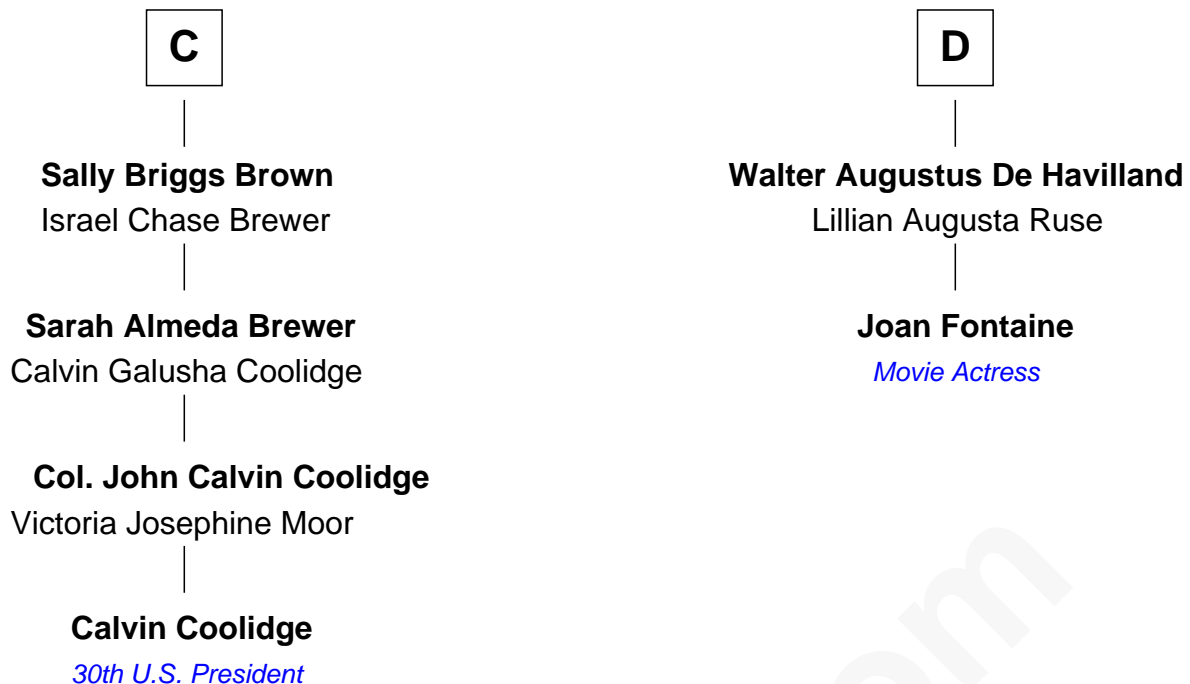 C
Sally Briggs Brown
Israel Chase Brewer
Sarah Almeda Brewer
Calvin Galusha Coolidge
Col. John Calvin Coolidge
Victoria Josephine Moor
Calvin Coolidge
30th U.S. President
D
Walter Augustus De Havilland
Lillian Augusta Ruse
Joan Fontaine
Movie Actress
om